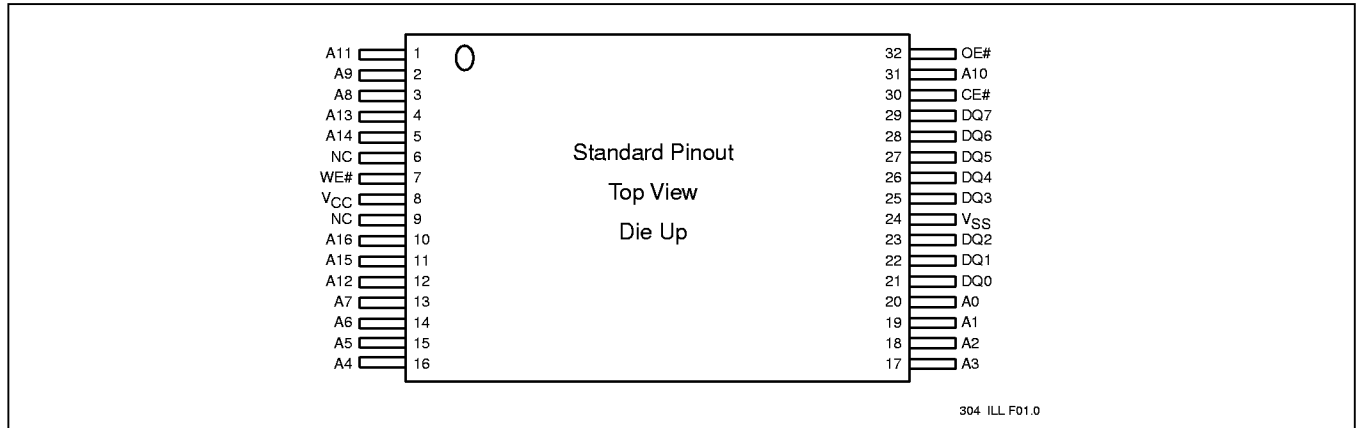 A11 1 32 OE#
A9 2 31 A10
A8 3 30 CE#
A13 4 29 DQ7
A14 5 28 DQ6
NC 6 27 DQ5
WE# 7 26 DQ4
VCC 8 25 DQ3
NC 9 24 VSS
A16 10 23 DQ2
A15 11 22 DQ1
A12 12 21 DQ0
A7 13 20 A0
A6 14 19 A1
A5 15 18 A2
A4 16 17 A3
Standard Pinout
Top View
Die Up
304 ILL F01.0